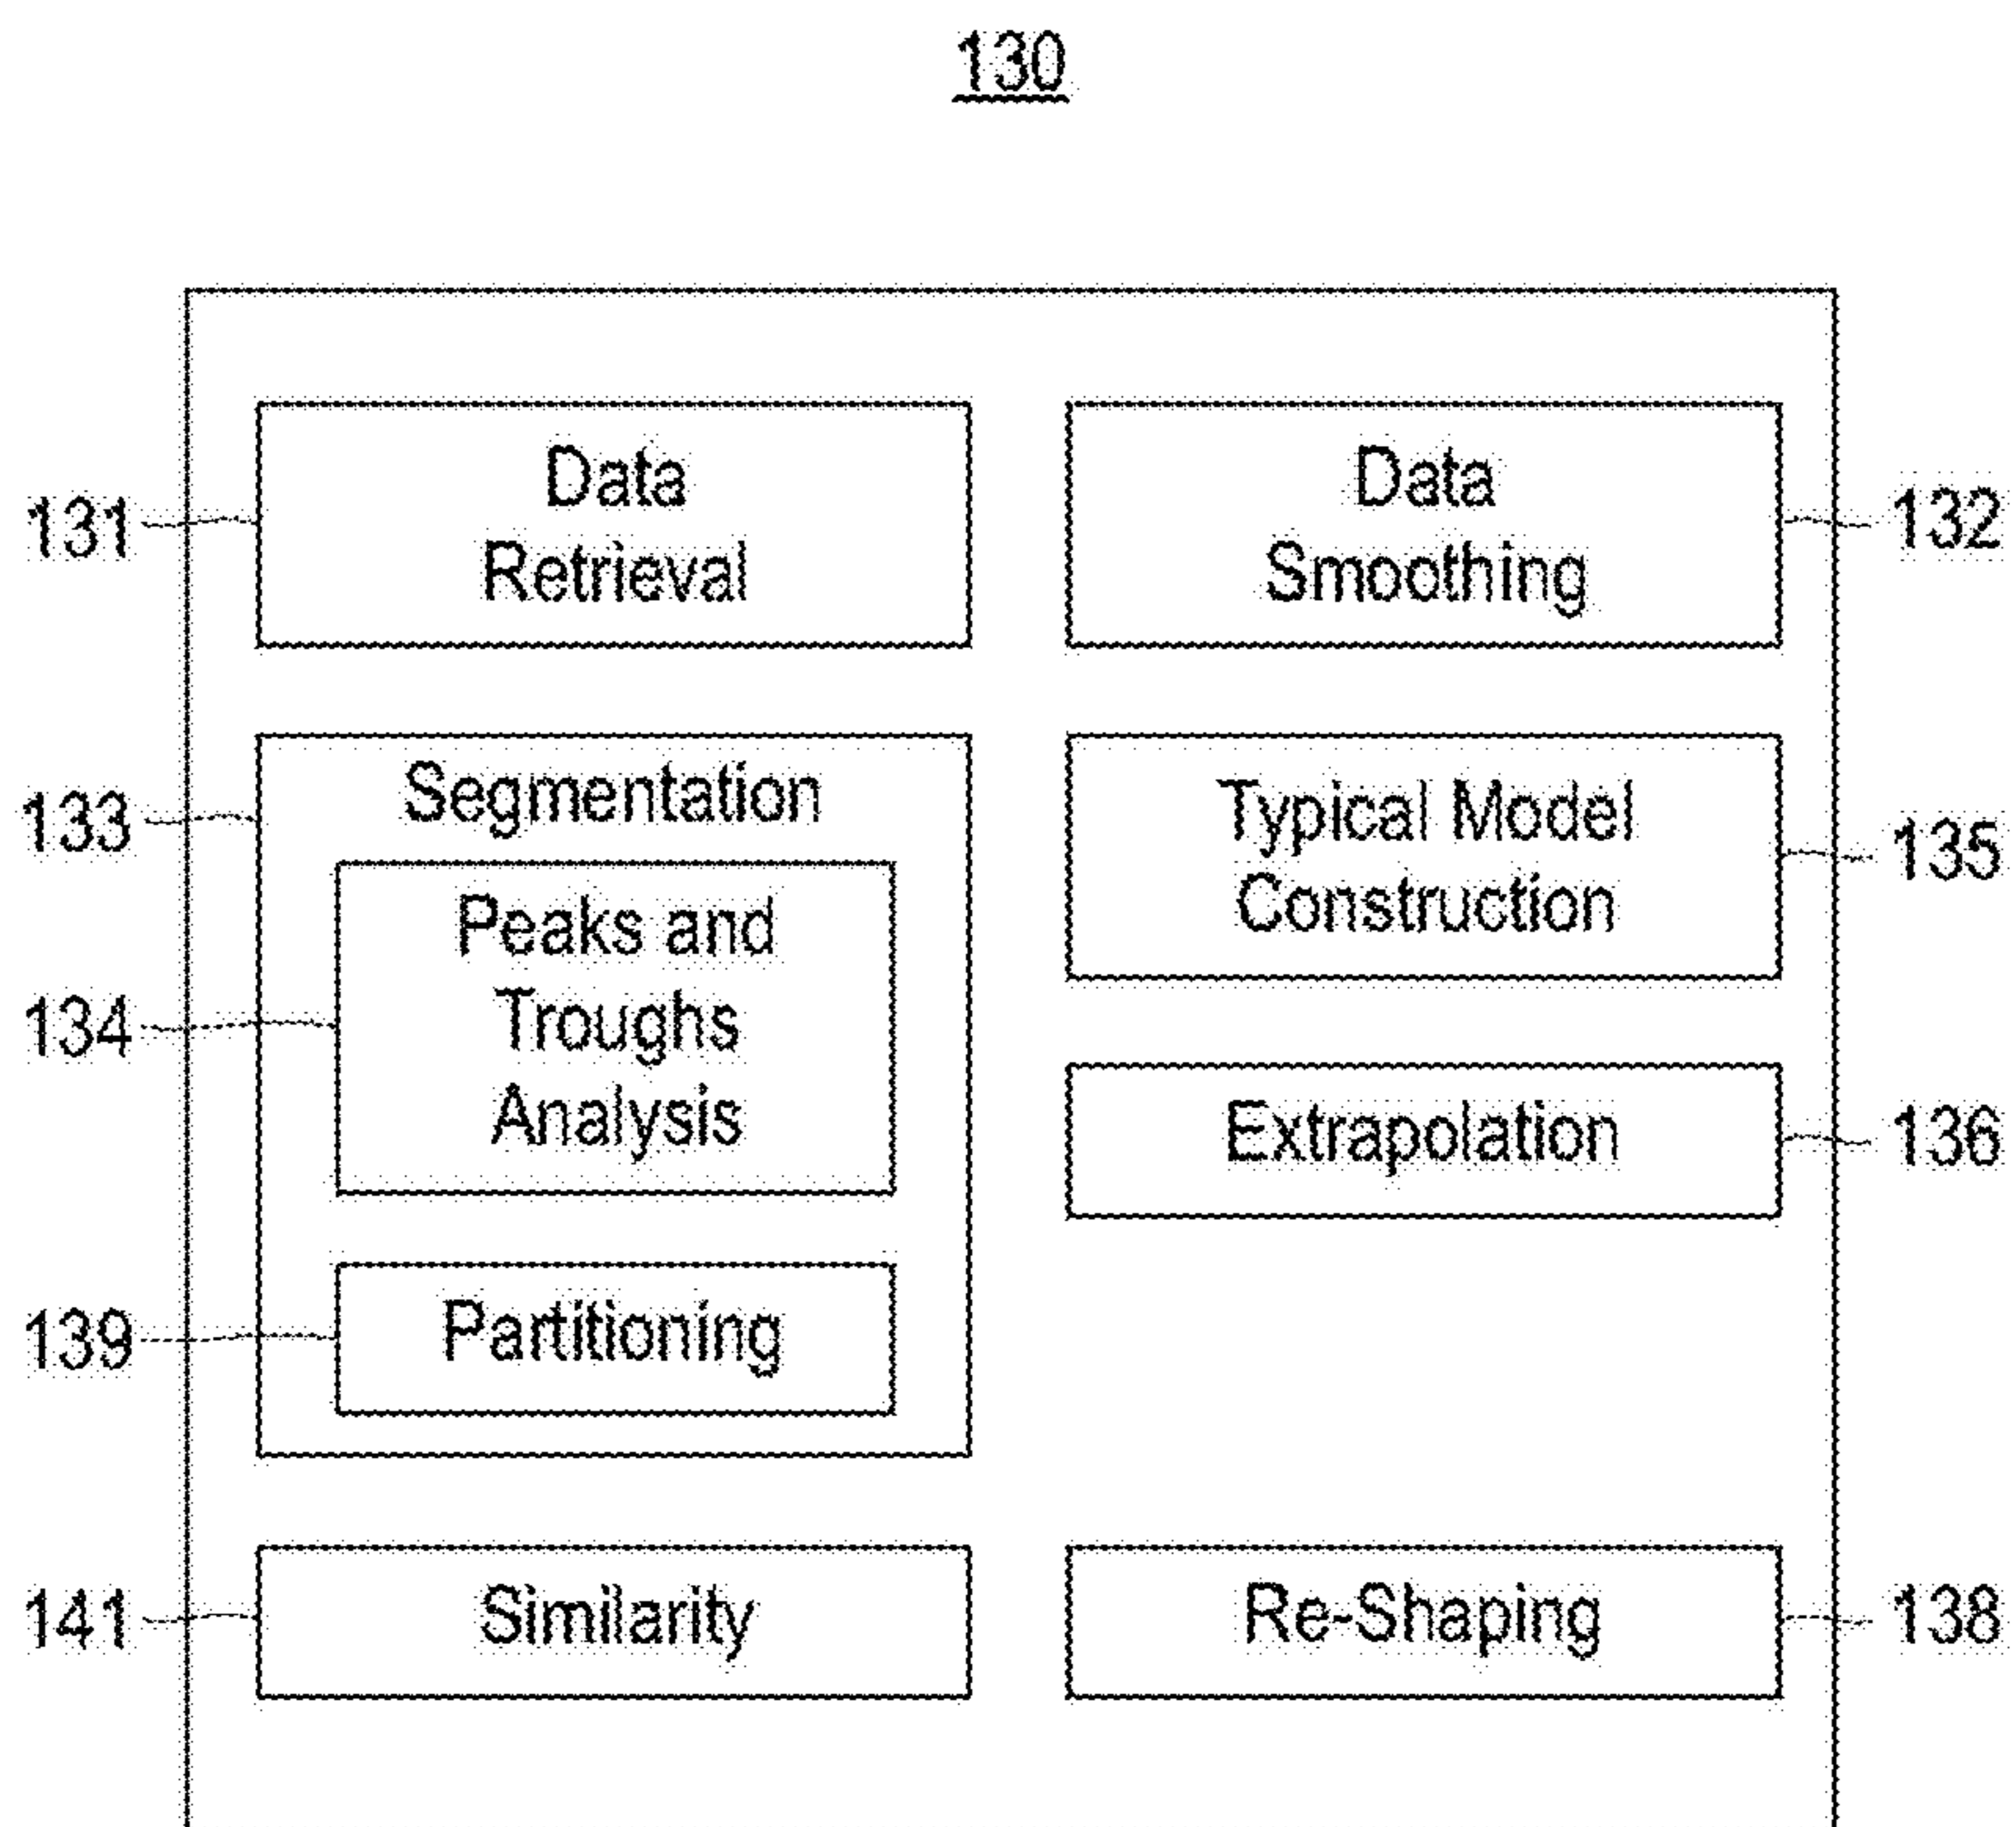 130
131
Data
Retrieval
Data
Smoothing
132
133
Segmentation
134
Peaks and
Troughs
Analysis
139
Partitioning
Typical Model
Construction
135
Extrapolation
136
141
Similarity
Re-Shaping
138